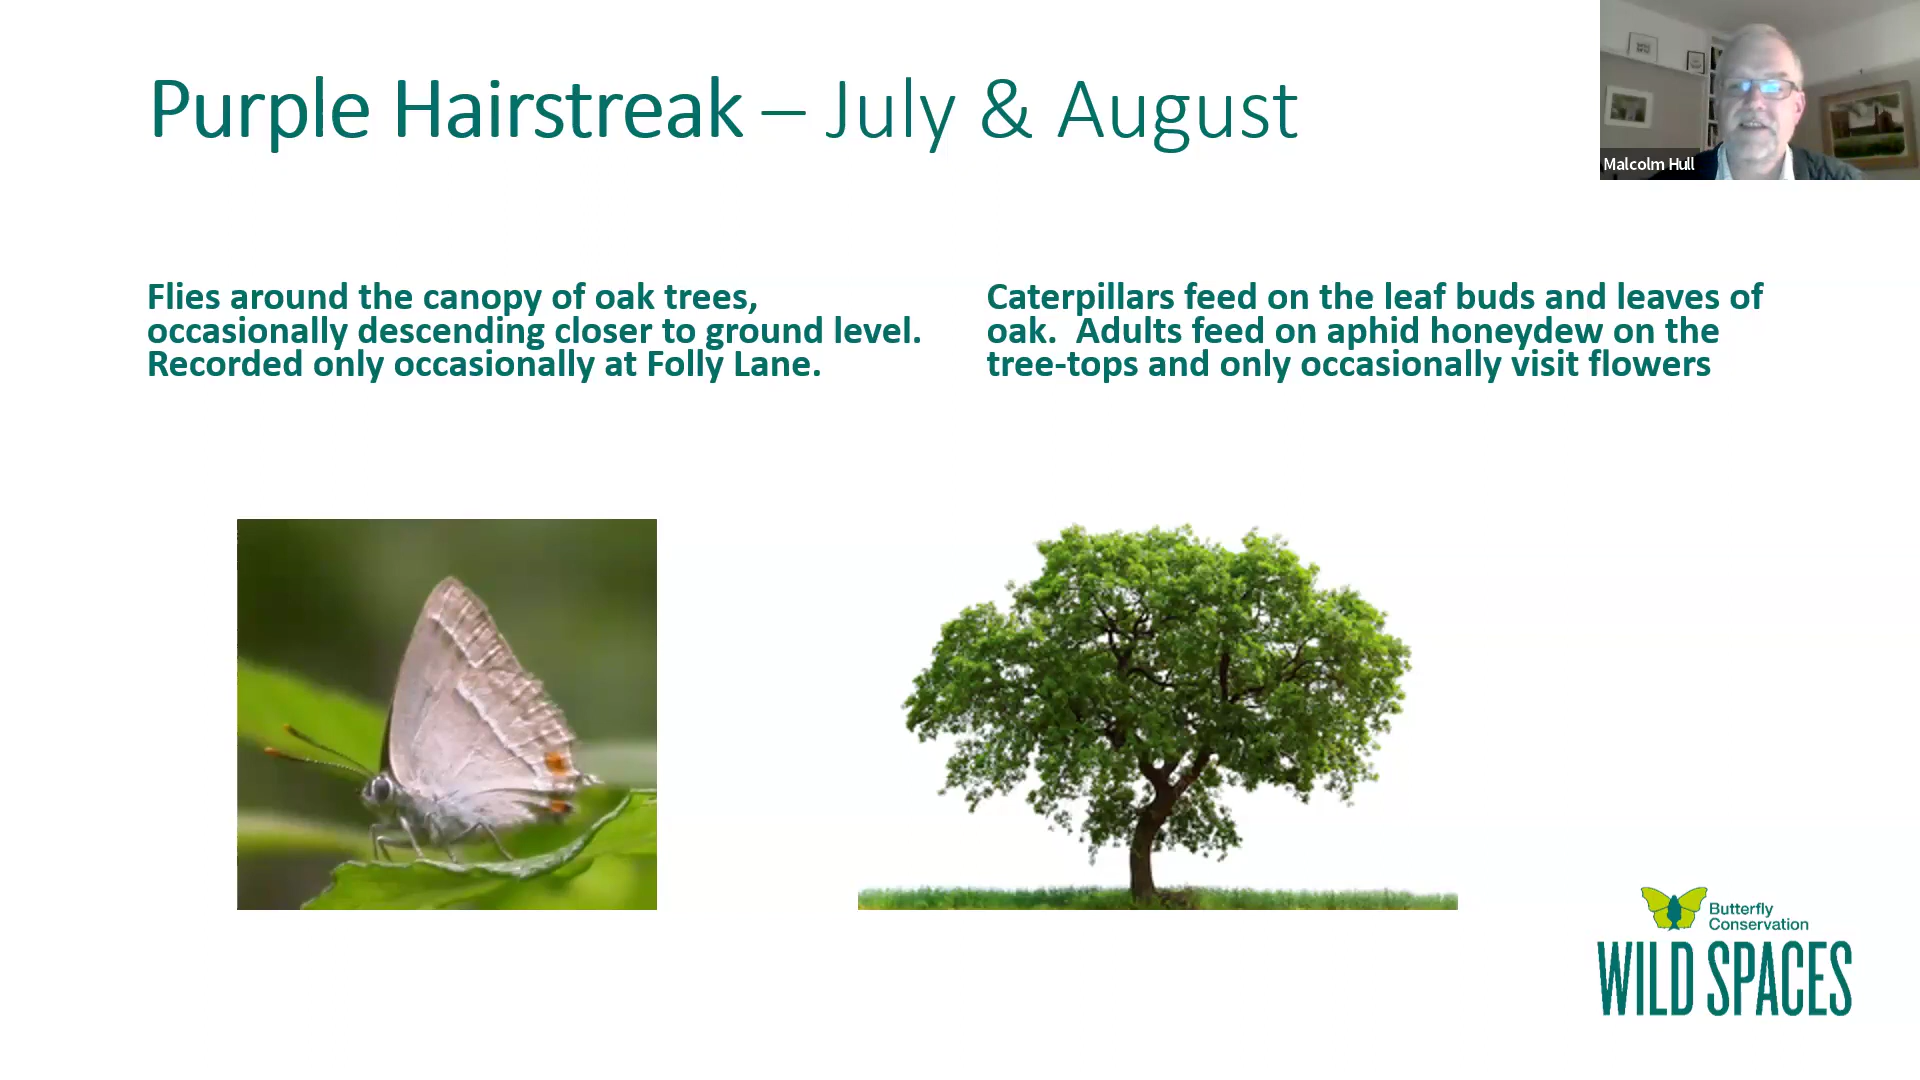 Purple Hairstreak – July & August
Malcolm Hull
Flies around the canopy of oak trees,
occasionally descending closer to ground level.
Recorded only occasionally at Folly Lane.
Caterpillars feed on the leaf buds and leaves of
oak.  Adults feed on aphid honeydew on the
tree-tops and only occasionally visit flowers
Butterfly
Conservation
WILD SPACES